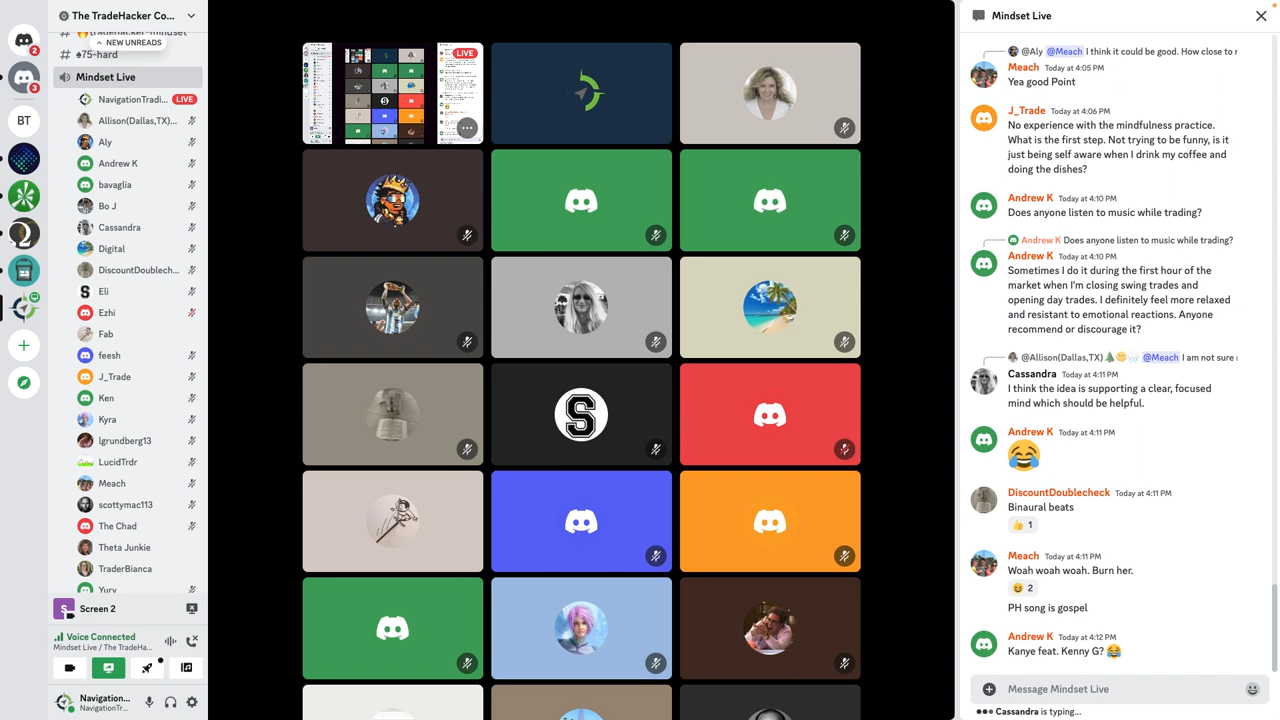 The TradeHacker Co...
NEW UNREADS
75-hard
Mindset Live
NavigationTradi...
LIVE
Allison(Dallas,TX)...
Aly
Andrew K
bavaglia
Bo J
Cassandra
Digital
DiscountDoublech...
Eli
Ezhi
Fab
feesh
J_Trade
Ken
Kyra
lgrundberg13
LucidTrdr
Meach
scottymac113
The Chad
Theta Junkie
TraderBianca
Yury
Screen 2
Voice Connected
Mindset Live / The TradeHa...
Navigation...
NavigationTr...
2
3
BT
LIVE
S
Mindset Live
@Aly @Meach I think it could be good. How close to r
Meach Today at 4:05 PM
Yea good Point
J_Trade Today at 4:06 PM
No experience with the mindfulness practice.
What is the first step. Not trying to be funny, is it
just being self aware when I drink my coffee and
doing the dishes?
Andrew K Today at 4:10 PM
Does anyone listen to music while trading?
Andrew K Does anyone listen to music while trading?
Andrew K Today at 4:10 PM
Sometimes I do it during the first hour of the
market when I'm closing swing trades and
opening day trades. I definitely feel more relaxed
and resistant to emotional reactions. Anyone
recommend or discourage it?
@Allison(Dallas,TX) @Meach I am not sure
Cassandra Today at 4:11 PM
I think the idea is supporting a clear, focused
mind which should be helpful.
Andrew K Today at 4:11 PM
DiscountDoublecheck Today at 4:11 PM
Binaural beats
1
Meach Today at 4:11 PM
Woah woah woah. Burn her.
2
PH song is gospel
Andrew K Today at 4:12 PM
Kanye feat. Kenny G?
Message Mindset Live
Cassandra is typing...